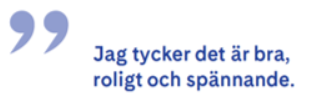 ”
Jag tycker det är bra,
roligt och spännande.